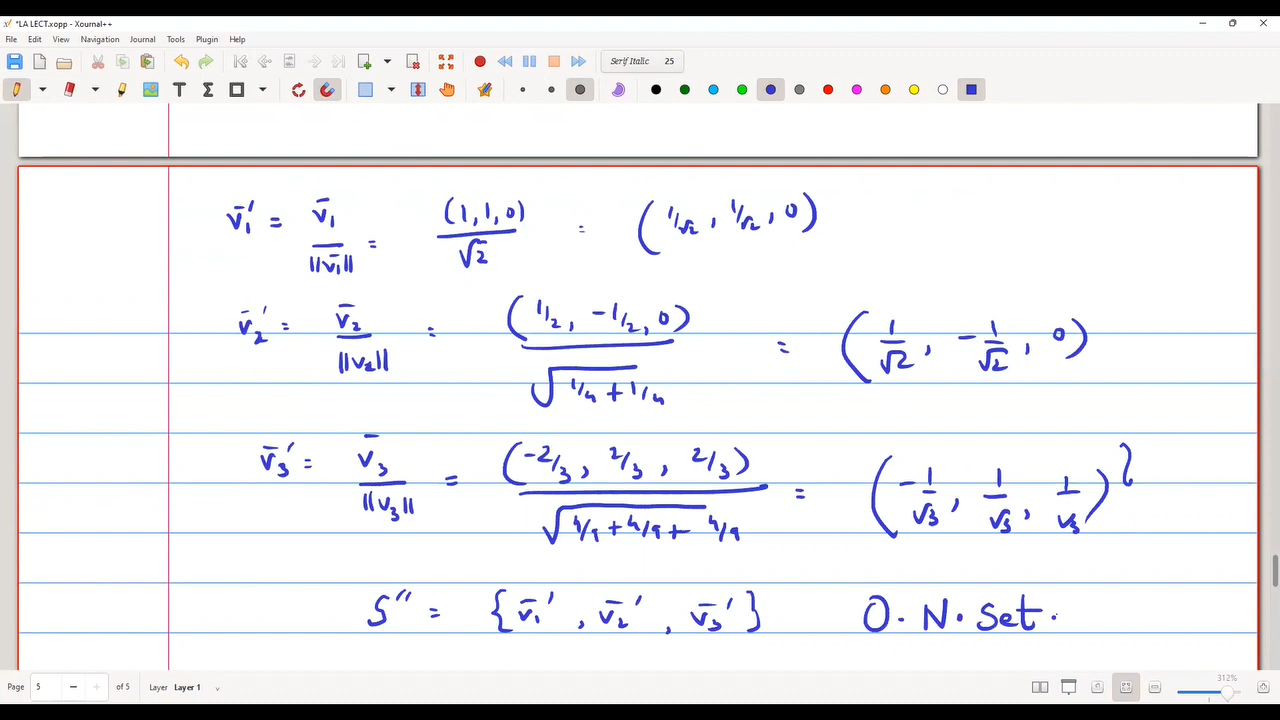 *LA LECT.xopp - Xournal++
File Edit View Navigation Journal Tools Plugin Help
Serif Italic 25
v̄₁' = v̄₁ / ||v̄₁|| = (1, 1, 0) / √2 = (1/√2, 1/√2, 0)
v̄₂' = v̄₂ / ||v₂|| = (1/2, -1/2, 0) / √(1/4 + 1/4) = (1/√2, -1/√2, 0)
v̄₃' = v̄₃ / ||v₃|| = (-2/3, 2/3, 2/3) / √(4/9 + 4/9 + 4/9) = (-1/√3, 1/√3, 1/√3)
S'' = {v̄₁', v̄₂', v̄₃'} O. N. Set.
Page 5 of 5 Layer Layer 1 312%